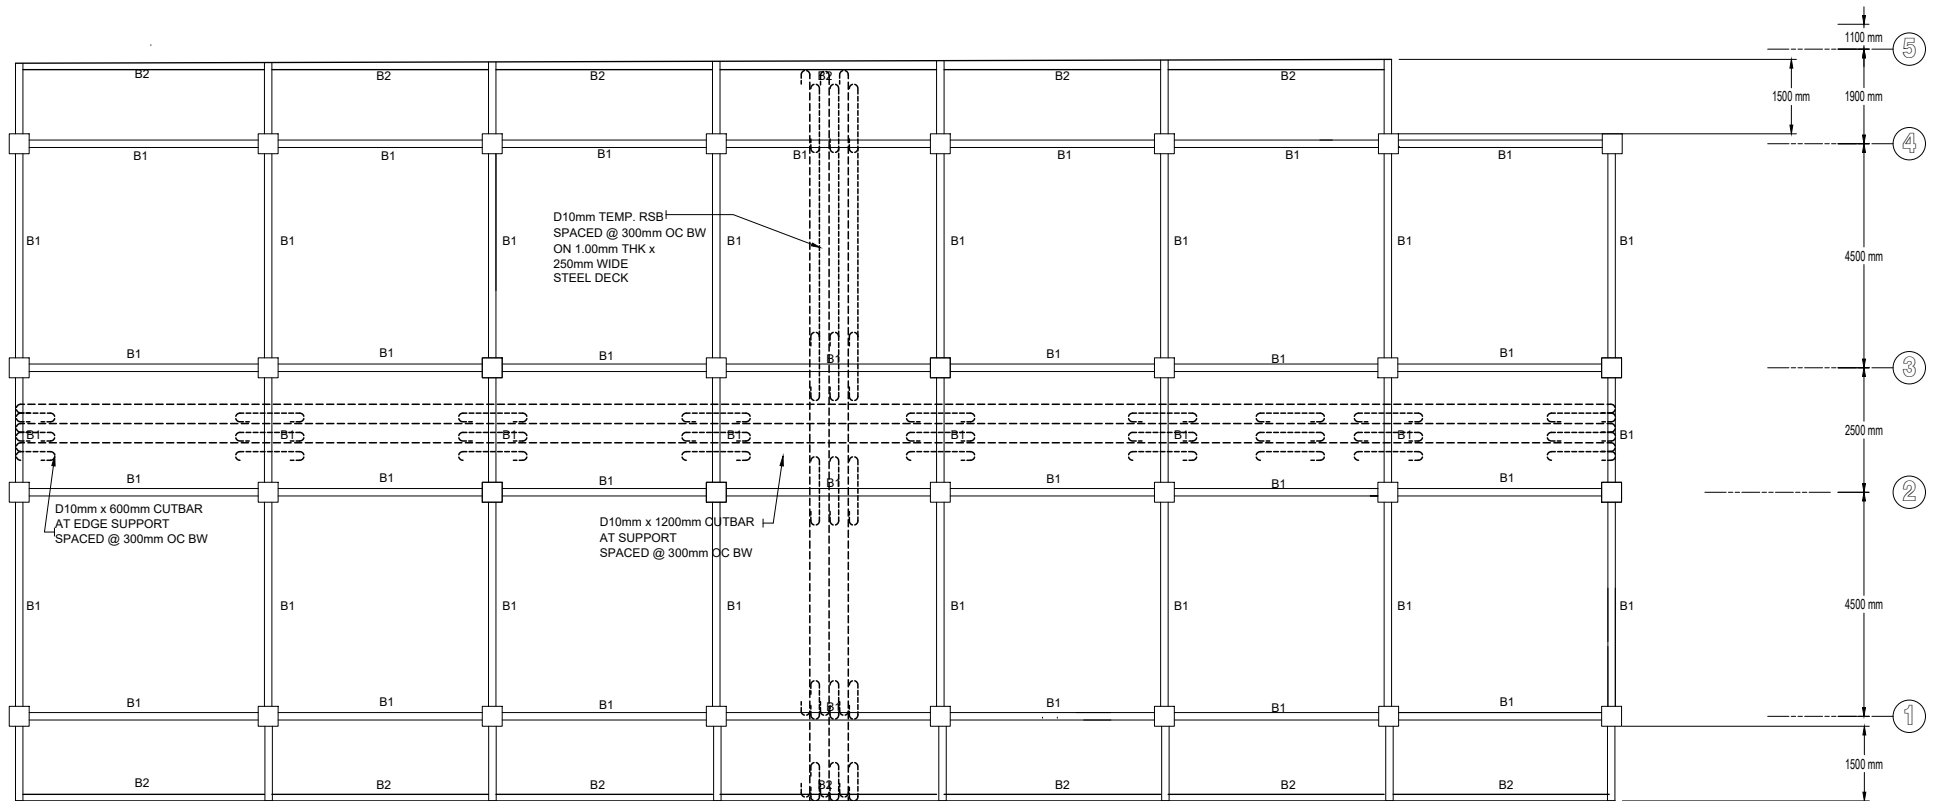 1100 mm
5
B2 B2 B2 B2 B2 B2
1500 mm 1900 mm
4
B1 B1 B1 B1 B1 B1 B1
D10mm TEMP. RSB
SPACED @ 300mm OC BW
ON 1.00mm THK x
250mm WIDE
STEEL DECK
B1 B1 B1 B1 B1 B1 B1 B1
4500 mm
B1 B1 B1 B1 B1 B1 B1
3
B1 B1 B1 B1 B1 B1 B1 B1
2500 mm
B1 B1 B1 B1 B1 B1 B1
2
D10mm x 600mm CUTBAR
AT EDGE SUPPORT
SPACED @ 300mm OC BW
D10mm x 1200mm CUTBAR
AT SUPPORT
SPACED @ 300mm OC BW
B1 B1 B1 B1 B1 B1 B1 B1
4500 mm
B1 B1 B1 B1 B1 B1 B1
1
1500 mm
B2 B2 B2 B2 B2 B2 B2